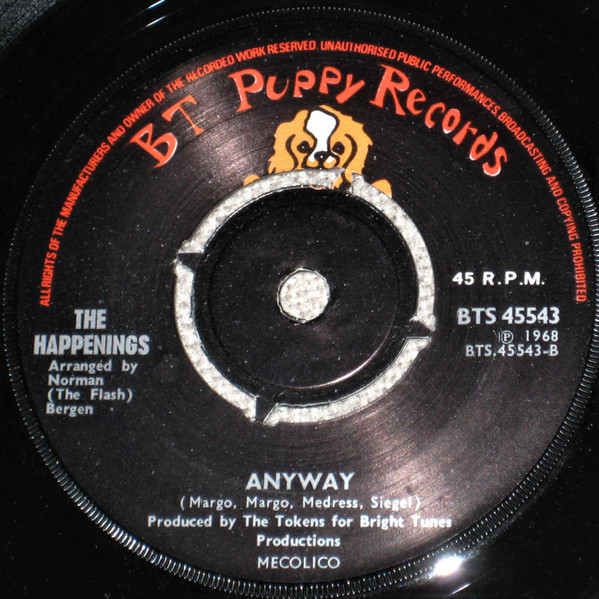 ALL RIGHTS OF THE MANUFACTURERS AND OWNER OF THE RECORDED WORK RESERVED UNAUTHORISED PUBLIC PERFORMANCES BROADCASTING AND COPYING PROHIBITED.
BT Puppy Records
45 R.P.M.
BTS 45543
℗ 1968
BTS.45543-B
THE
HAPPENINGS
Arranged by
Norman
(The Flash)
Bergen
ANYWAY
(Margo, Margo, Medress, Siegel)
Produced by The Tokens for Bright Tunes
Productions
MECOLICO